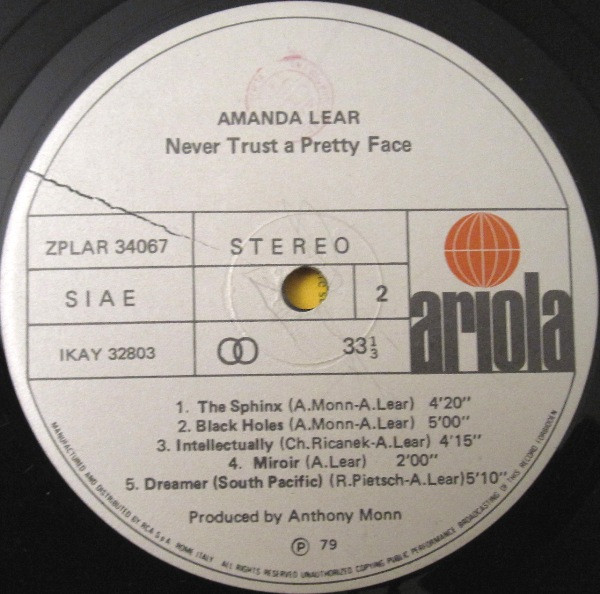 AMANDA LEAR
Never Trust a Pretty Face
ZPLAR 34067
STEREO
SIAE
2
IKAY 32803
33⅓
ariola
1. The Sphinx (A.Monn-A.Lear) 4'20"
2. Black Holes (A.Monn-A.Lear) 5'00"
3. Intellectually (Ch.Ricanek-A.Lear) 4'15"
4. Miroir (A.Lear) 2'00"
5. Dreamer (South Pacific) (R.Pietsch-A.Lear)5'10"
Produced by Anthony Monn
Ⓟ 79
MANUFACTURED AND DISTRIBUTED BY RCA S.p.A. ROME ITALY ALL RIGHTS RESERVED UNAUTHORIZED COPYING PUBLIC PERFORMANCE BROADCASTING OF THIS RECORD FORBIDDEN